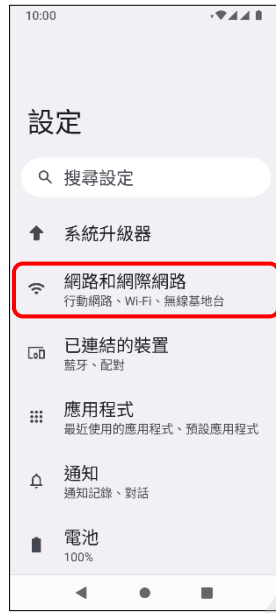 10:00
設定
搜尋設定
系統升級器
網路和網際網路
行動網路、Wi-Fi、無線基地台
已連結的裝置
藍牙、配對
應用程式
最近使用的應用程式、預設應用程式
通知
通知記錄、對話
電池
100%